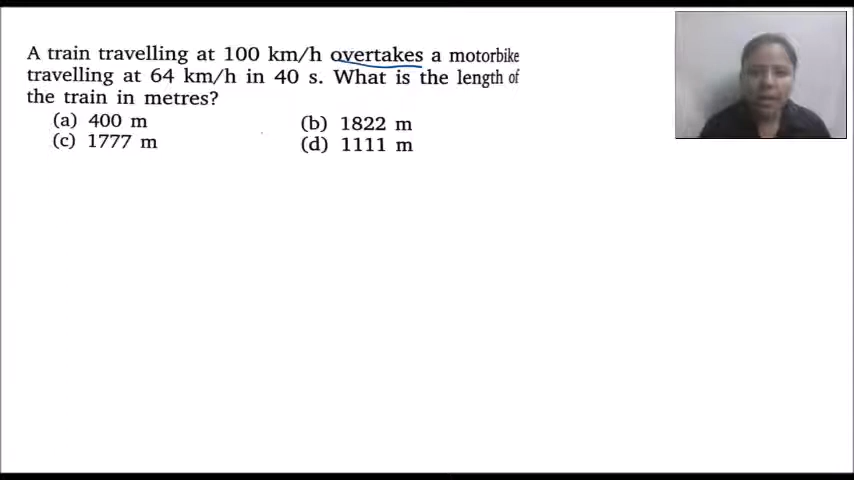 A train travelling at 100 km/h overtakes a motorbike
travelling at 64 km/h in 40 s. What is the length of
the train in metres?
(a) 400 m (b) 1822 m
(c) 1777 m (d) 1111 m